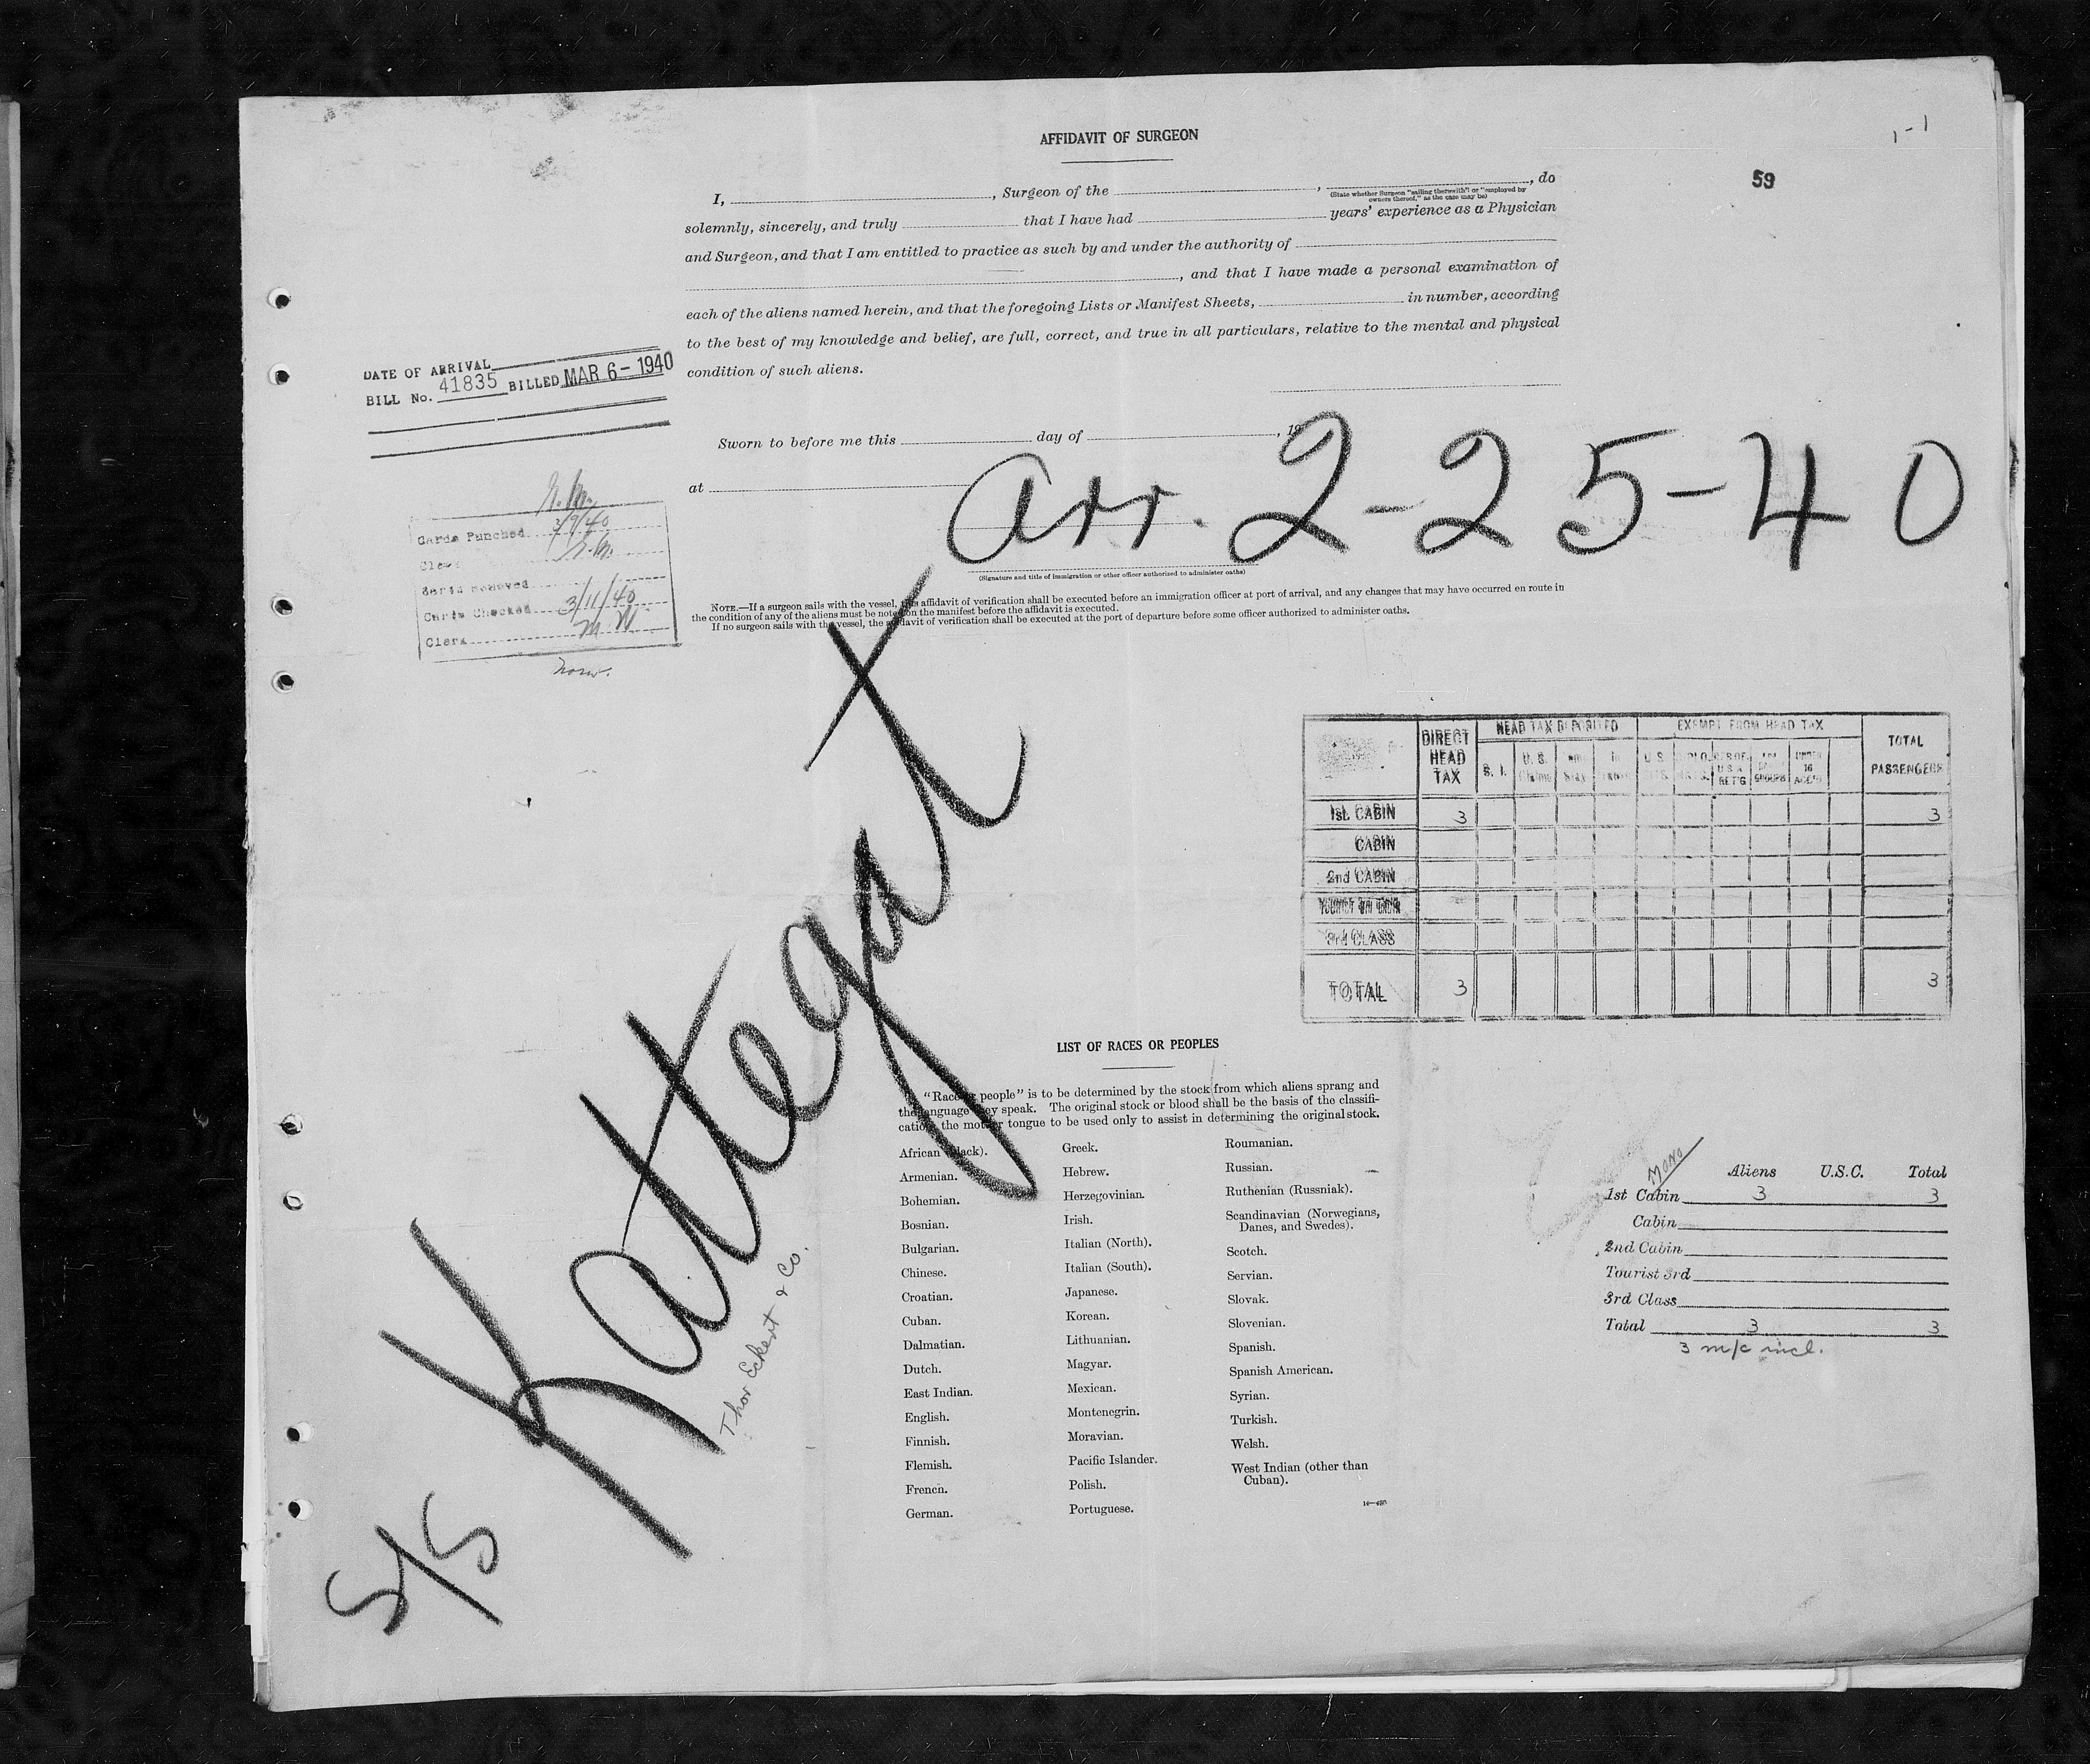 AFFIDAVIT OF SURGEON
1-1
59
I, , Surgeon of the , , do
(State whether Surgeon "sailing therewith" or "employed by
owners thereof," as the case may be)
solemnly, sincerely, and truly that I have had years' experience as a Physician
and Surgeon, and that I am entitled to practice as such by and under the authority of
, and that I have made a personal examination of
each of the aliens named herein, and that the foregoing Lists or Manifest Sheets, in number, according
to the best of my knowledge and belief, are full, correct, and true in all particulars, relative to the mental and physical
condition of such aliens.
DATE OF ARRIVAL
BILL No. 41835 BILLED MAR 6-1940
Sworn to before me this day of , 19
at
arr. 2-25-40
(Signature and title of immigration or other officer authorized to administer oaths)
Cards Punched 3/9/40
Clerk
Cards Checked 3/11/40
Clerk M W
Norw.
NOTE.—If a surgeon sails with the vessel, this affidavit of verification shall be executed before an immigration officer at port of arrival, and any changes that may have occurred en route in
the condition of any of the aliens must be noted on the manifest before the affidavit is executed.
If no surgeon sails with the vessel, the affidavit of verification shall be executed at the port of departure before some officer authorized to administer oaths.
S/S Kategat
Thor Eckert & Co.
DIRECT HEAD TAX
HEAD TAX DEPOSITED
EXEMPT FROM HEAD TAX
TOTAL PASSENGERS
S. I. U. S.
U.S.
UNDER 16
1st. CABIN 3 3
CABIN
2nd CABIN
3rd CLASS
TOTAL 3 3
LIST OF RACES OR PEOPLES
"Race or people" is to be determined by the stock from which aliens sprang and
the language they speak. The original stock or blood shall be the basis of the classifi-
cation, the mother tongue to be used only to assist in determining the original stock.
African (black).
Armenian.
Bohemian.
Bosnian.
Bulgarian.
Chinese.
Croatian.
Cuban.
Dalmatian.
Dutch.
East Indian.
English.
Finnish.
Flemish.
French.
German.
Greek.
Hebrew.
Herzegovinian.
Irish.
Italian (North).
Italian (South).
Japanese.
Korean.
Lithuanian.
Magyar.
Mexican.
Montenegrin.
Moravian.
Pacific Islander.
Polish.
Portuguese.
Roumanian.
Russian.
Ruthenian (Russniak).
Scandinavian (Norwegians,
Danes, and Swedes).
Scotch.
Servian.
Slovak.
Slovenian.
Spanish.
Spanish American.
Syrian.
Turkish.
Welsh.
West Indian (other than
Cuban).
MONO
Aliens U.S.C. Total
1st Cabin 3 3
Cabin
2nd Cabin
Tourist 3rd
3rd Class
Total 3 3
3 m/c incl.